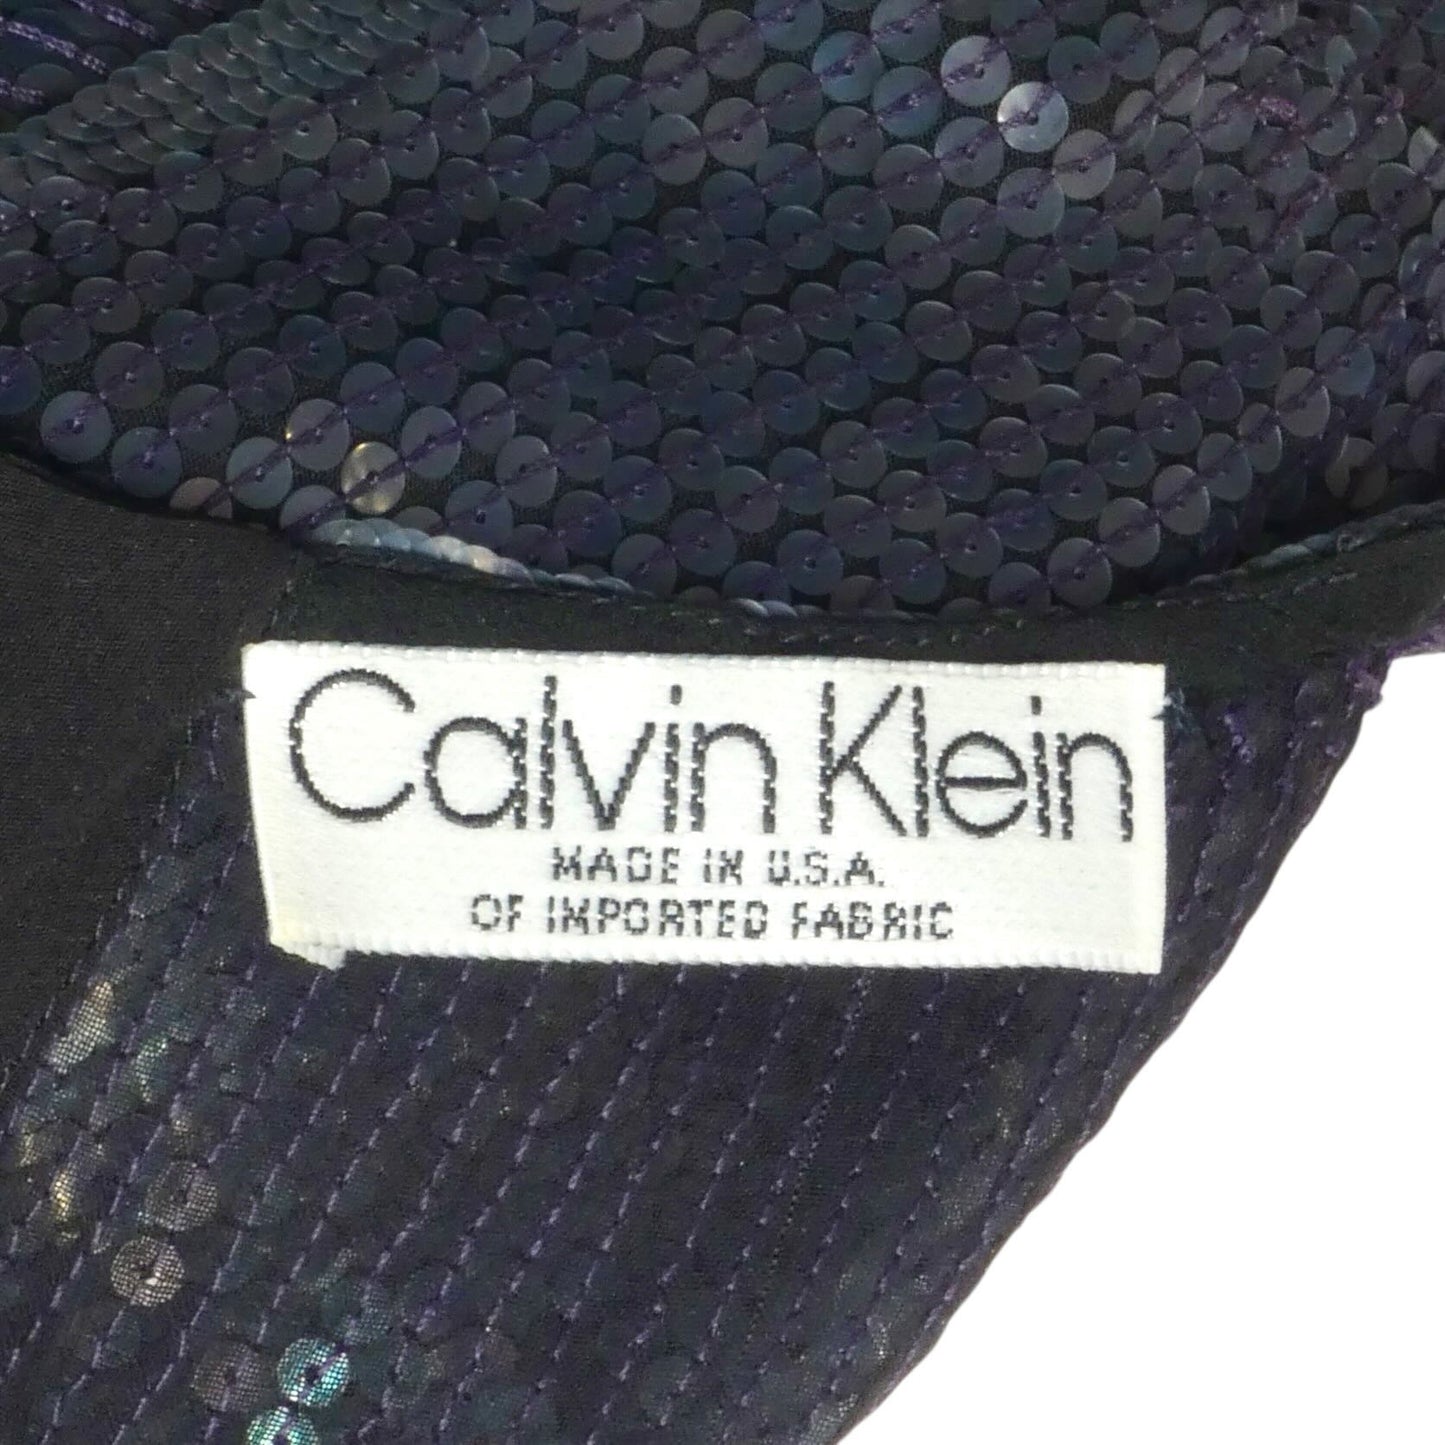 Calvin Klein
MADE IN U.S.A.
OF IMPORTED FABRIC